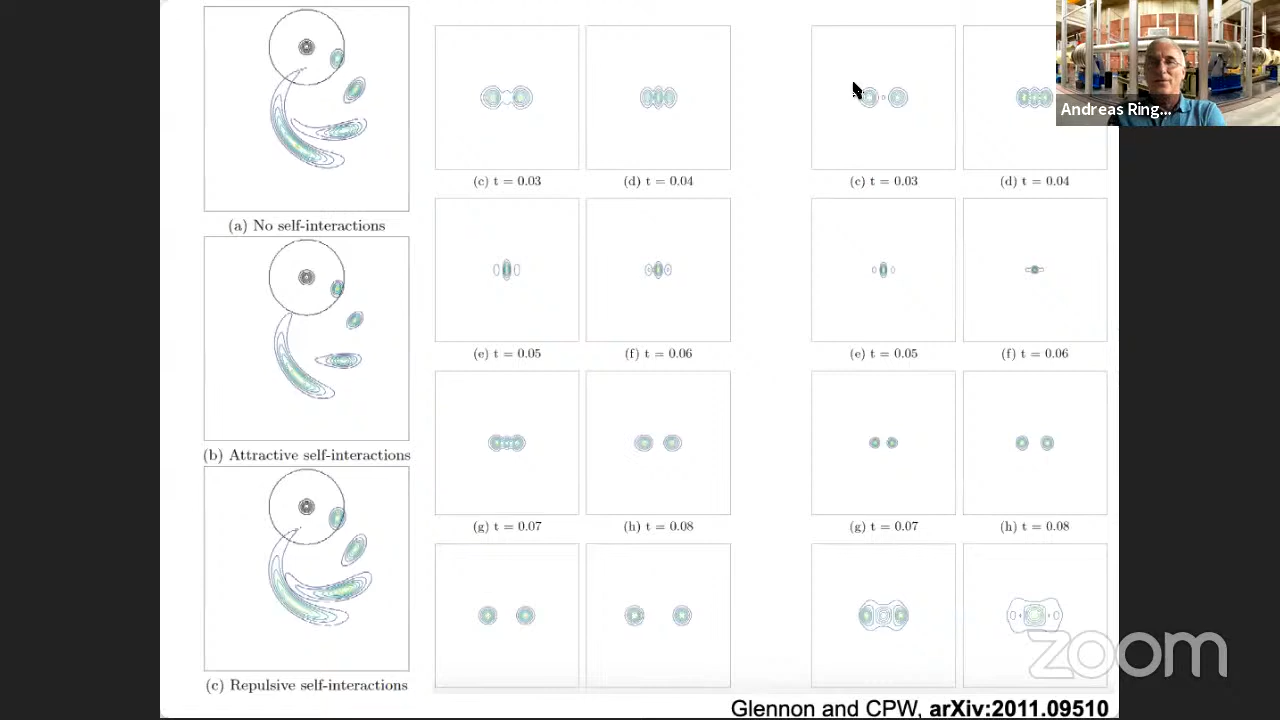 Andreas Ring...
(c) t = 0.03
(d) t = 0.04
(c) t = 0.03
(d) t = 0.04
(a) No self-interactions
(e) t = 0.05
(f) t = 0.06
(e) t = 0.05
(f) t = 0.06
(b) Attractive self-interactions
(g) t = 0.07
(h) t = 0.08
(g) t = 0.07
(h) t = 0.08
(c) Repulsive self-interactions
zoom
Glennon and CPW, arXiv:2011.09510